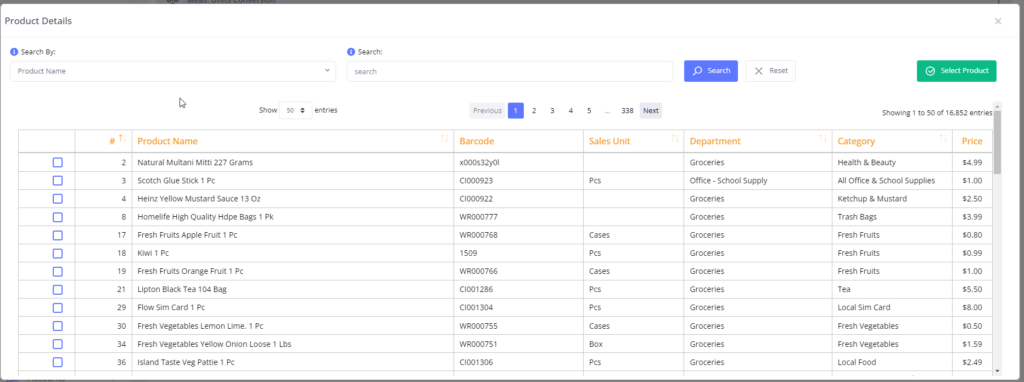 Product Details
Search By:
Search:
Product Name
search
Search
Reset
Select Product
Show 50 entries
Previous 1 2 3 4 5 ... 338 Next
Showing 1 to 50 of 16,852 entries
# Product Name Barcode Sales Unit Department Category Price
2 Natural Multani Mitti 227 Grams x000s32y0l Groceries Health & Beauty $4.99
3 Scotch Glue Stick 1 Pc CI000923 Pcs Office - School Supply All Office & School Supplies $1.00
4 Heinz Yellow Mustard Sauce 13 Oz CI000922 Groceries Ketchup & Mustard $2.50
8 Homelife High Quality Hdpe Bags 1 Pk WR000777 Groceries Trash Bags $3.99
17 Fresh Fruits Apple Fruit 1 Pc WR000768 Cases Groceries Fresh Fruits $0.80
18 Kiwi 1 Pc 1509 Pcs Groceries Fresh Fruits $0.99
19 Fresh Fruits Orange Fruit 1 Pc WR000766 Cases Groceries Fresh Fruits $1.00
21 Lipton Black Tea 104 Bag CI001286 Pcs Groceries Tea $5.50
29 Flow Sim Card 1 Pc CI001304 Pcs Groceries Local Sim Card $8.00
30 Fresh Vegetables Lemon Lime. 1 Pc WR000755 Cases Groceries Fresh Vegetables $0.50
34 Fresh Vegetables Yellow Onion Loose 1 Lbs WR000751 Box Groceries Fresh Vegetables $1.59
36 Island Taste Veg Pattie 1 Pc CI001306 Pcs Groceries Local Food $2.49